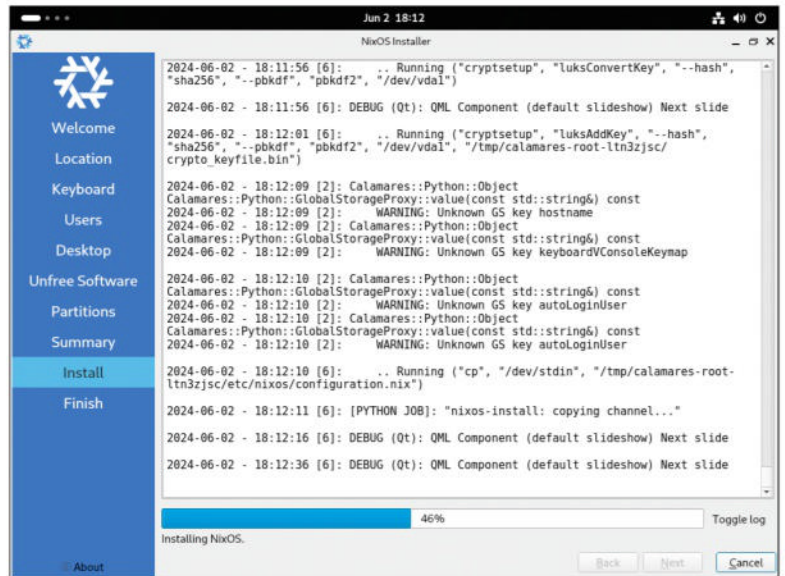 Jun 2 18:12
NixOS Installer
Welcome
Location
Keyboard
Users
Desktop
Unfree Software
Partitions
Summary
Install
Finish
About
2024-06-02 - 18:11:56 [6]: .. Running ("cryptsetup", "luksConvertKey", "--hash",
"sha256", "--pbkdf", "pbkdf2", "/dev/vda1")
2024-06-02 - 18:11:56 [6]: DEBUG (Qt): QML Component (default slideshow) Next slide
2024-06-02 - 18:12:01 [6]: .. Running ("cryptsetup", "luksAddKey", "--hash",
"sha256", "--pbkdf", "pbkdf2", "/dev/vda1", "/tmp/calamares-root-ltn3zjsc/
crypto_keyfile.bin")
2024-06-02 - 18:12:09 [2]: Calamares::Python::Object
Calamares::Python::GlobalStorageProxy::value(const std::string&) const
2024-06-02 - 18:12:09 [2]: WARNING: Unknown GS key hostname
2024-06-02 - 18:12:09 [2]: Calamares::Python::Object
Calamares::Python::GlobalStorageProxy::value(const std::string&) const
2024-06-02 - 18:12:09 [2]: WARNING: Unknown GS key keyboardVConsoleKeymap
2024-06-02 - 18:12:10 [2]: Calamares::Python::Object
Calamares::Python::GlobalStorageProxy::value(const std::string&) const
2024-06-02 - 18:12:10 [2]: WARNING: Unknown GS key autoLoginUser
2024-06-02 - 18:12:10 [2]: Calamares::Python::Object
Calamares::Python::GlobalStorageProxy::value(const std::string&) const
2024-06-02 - 18:12:10 [2]: WARNING: Unknown GS key autoLoginUser
2024-06-02 - 18:12:10 [6]: .. Running ("cp", "/dev/stdin", "/tmp/calamares-root-
ltn3zjsc/etc/nixos/configuration.nix")
2024-06-02 - 18:12:11 [6]: [PYTHON JOB]: "nixos-install: copying channel..."
2024-06-02 - 18:12:16 [6]: DEBUG (Qt): QML Component (default slideshow) Next slide
2024-06-02 - 18:12:36 [6]: DEBUG (Qt): QML Component (default slideshow) Next slide
46%
Toggle log
Installing NixOS.
Back
Next
Cancel